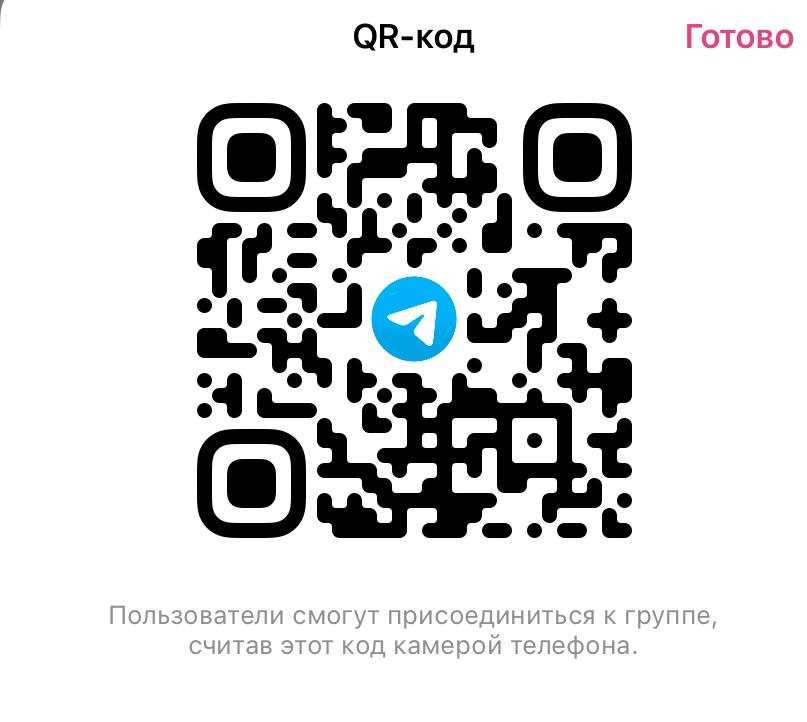 QR-код
Готово
Пользователи смогут присоединиться к группе,
считав этот код камерой телефона.